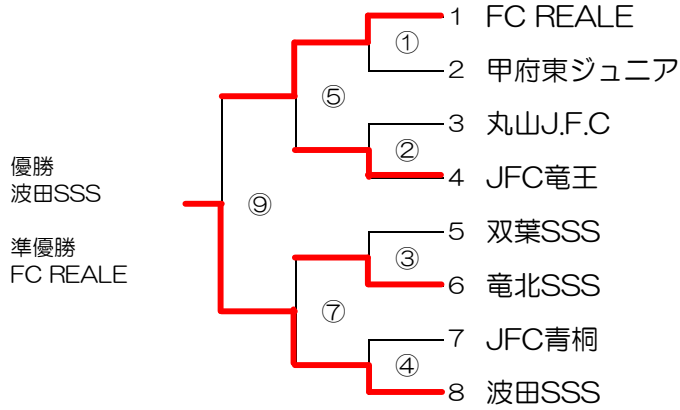 1 FC REALE
①
2 甲府東ジュニア
⑤
3 丸山J.F.C
②
4 JFC竜王
優勝
波田SSS
⑨
準優勝
FC REALE
5 双葉SSS
③
6 竜北SSS
⑦
7 JFC青桐
④
8 波田SSS